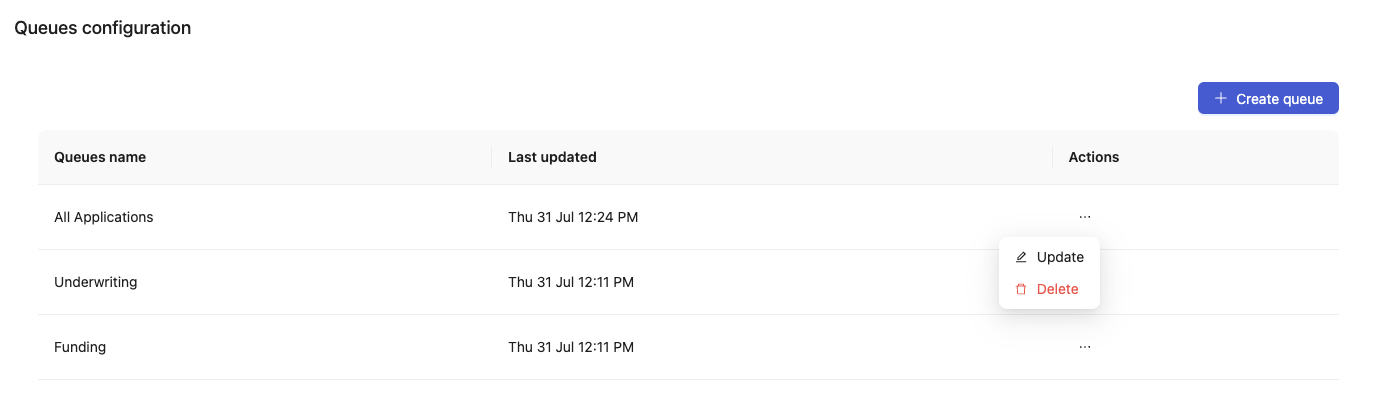 Queues configuration
Create queue
Queues name Last updated Actions
All Applications Thu 31 Jul 12:24 PM ...
Update
Underwriting Thu 31 Jul 12:11 PM
Delete
Funding Thu 31 Jul 12:11 PM ...